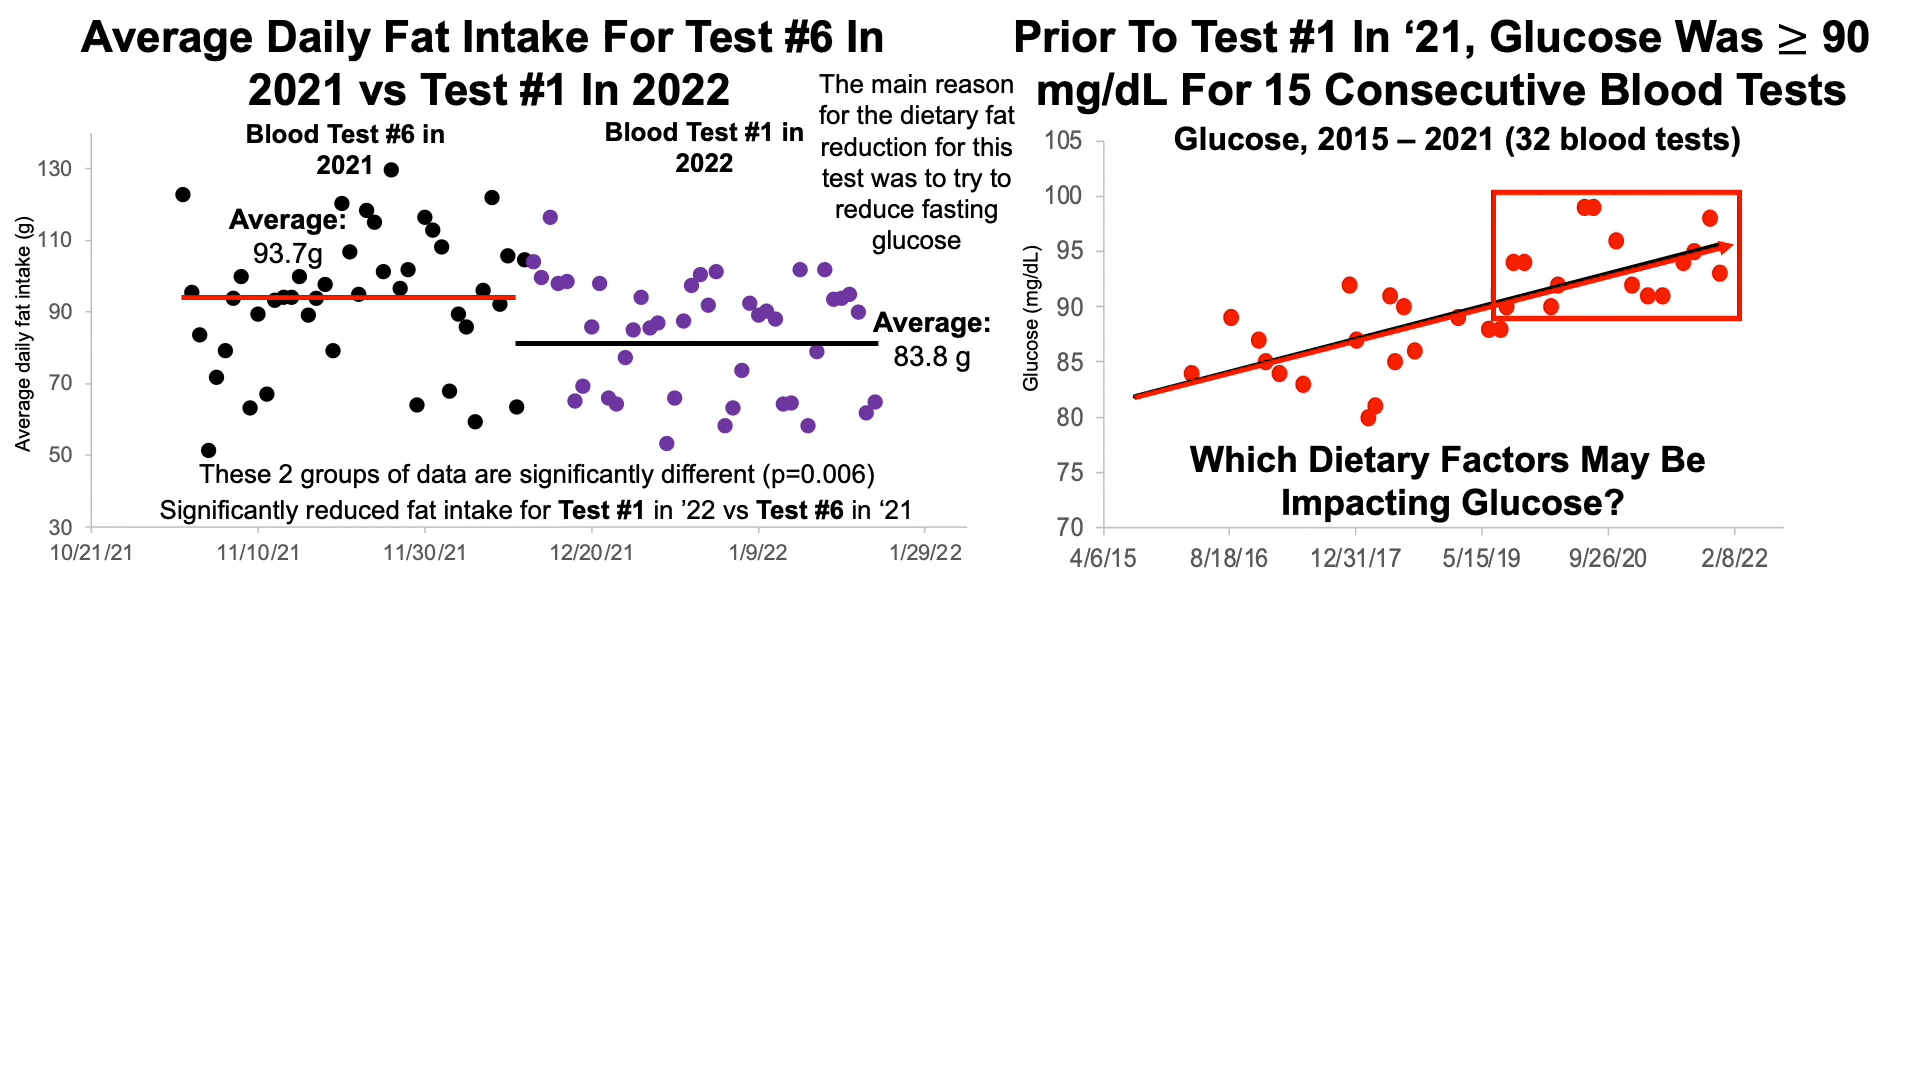 Average Daily Fat Intake For Test #6 In
2021 vs Test #1 In 2022
The main reason
for the dietary fat
reduction for this
test was to try to
reduce fasting
glucose
Blood Test #6 in
2021
Blood Test #1 in
2022
Average:
93.7g
Average:
83.8 g
Average daily fat intake (g)
130
110
90
70
50
30
These 2 groups of data are significantly different (p=0.006)
Significantly reduced fat intake for Test #1 in ’22 vs Test #6 in ‘21
10/21/21
11/10/21
11/30/21
12/20/21
1/9/22
1/29/22
Prior To Test #1 In ‘21, Glucose Was ≥ 90
mg/dL For 15 Consecutive Blood Tests
Glucose, 2015 – 2021 (32 blood tests)
Glucose (mg/dL)
105
100
95
90
85
80
75
70
Which Dietary Factors May Be
Impacting Glucose?
4/6/15
8/18/16
12/31/17
5/15/19
9/26/20
2/8/22